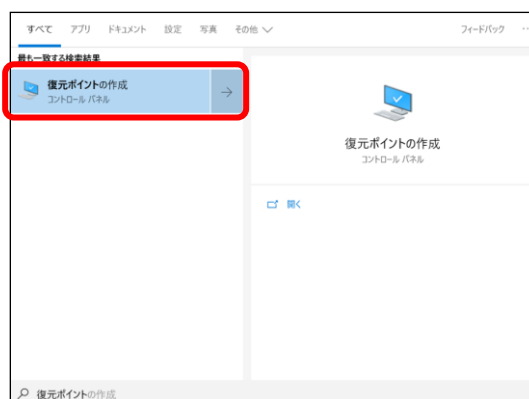 すべて アプリ ドキュメント 設定 写真 その他 フィードバック ...
最も一致する検索結果
復元ポイントの作成
コントロール パネル
復元ポイントの作成
コントロール パネル
開く
復元ポイントの作成